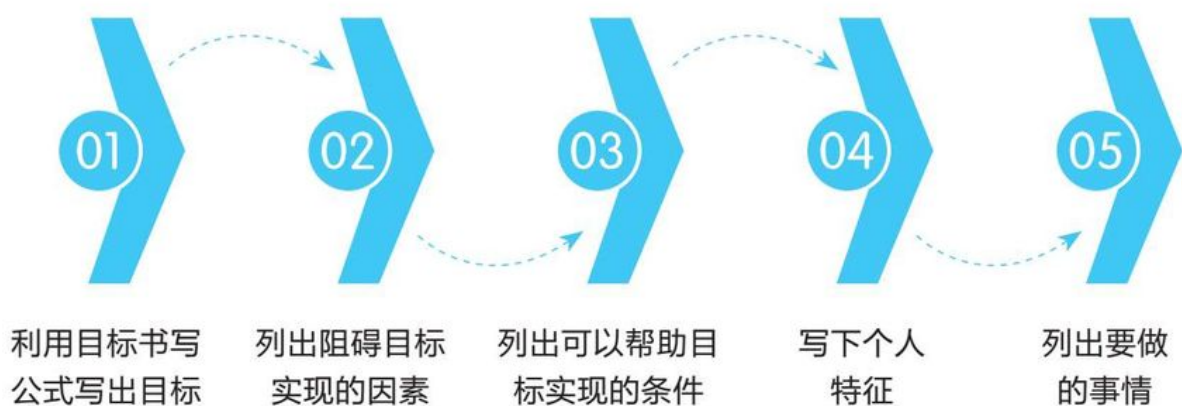 01
02
03
04
05
利用目标书写
公式写出目标
列出阻碍目标
实现的因素
列出可以帮助目
标实现的条件
写下个人
特征
列出要做
的事情